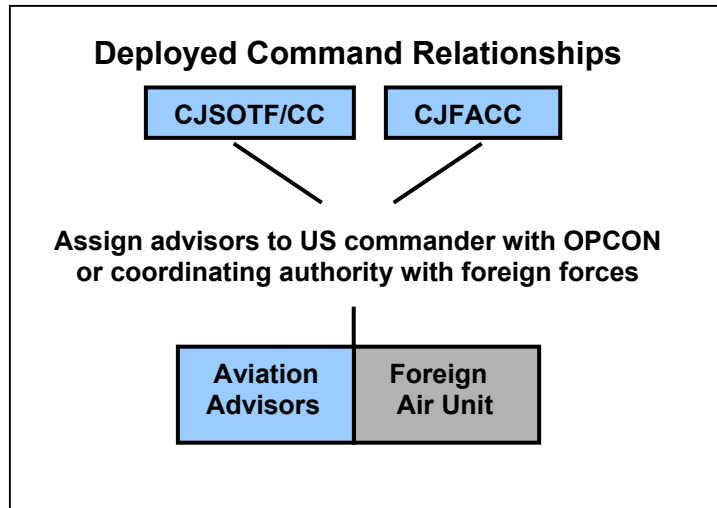 Deployed Command Relationships
CJSOTF/CC
CJFACC
Assign advisors to US commander with OPCON
or coordinating authority with foreign forces
Aviation
Advisors
Foreign
Air Unit